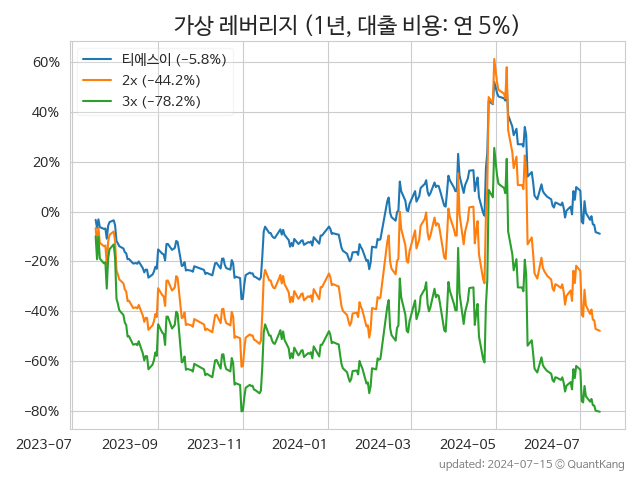 가상 레버리지 (1년, 대출 비용: 연 5%)
티에스이 (-5.8%)
2x (-44.2%)
3x (-78.2%)
60%
40%
20%
0%
-20%
-40%
-60%
-80%
2023-07 2023-09 2023-11 2024-01 2024-03 2024-05 2024-07
updated: 2024-07-15 © QuantKang